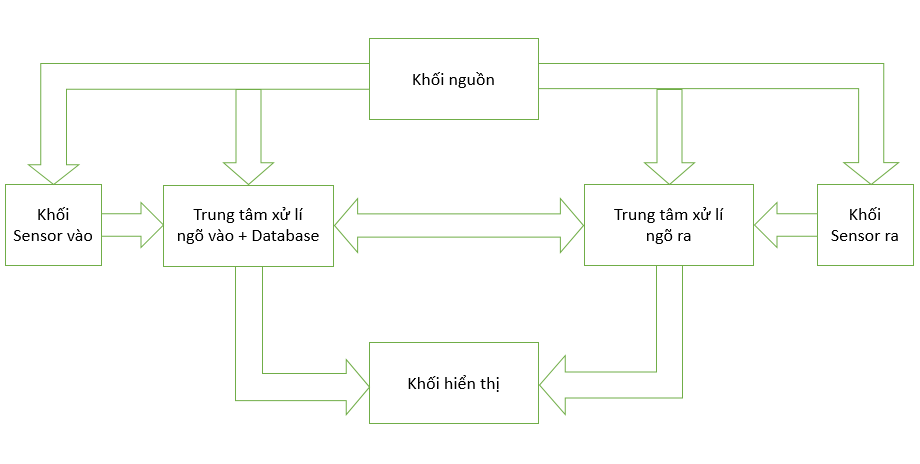 Khối nguồn
Khối
Sensor vào
Trung tâm xử lí
ngõ vào + Database
Trung tâm xử lí
ngõ ra
Khối
Sensor ra
Khối hiển thị